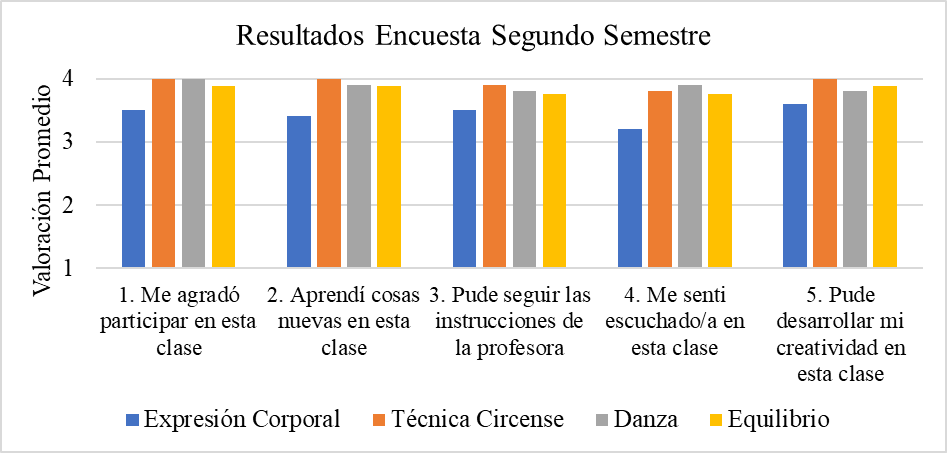 Resultados Encuesta Segundo Semestre
Valoración Promedio
4
3
2
1
1. Me agradó
participar en esta
clase
2. Aprendí cosas
nuevas en esta
clase
3. Pude seguir las
instrucciones de
la profesora
4. Me senti
escuchado/a en
esta clase
5. Pude
desarrollar mi
creatividad en
esta clase
Expresión Corporal
Técnica Circense
Danza
Equilibrio